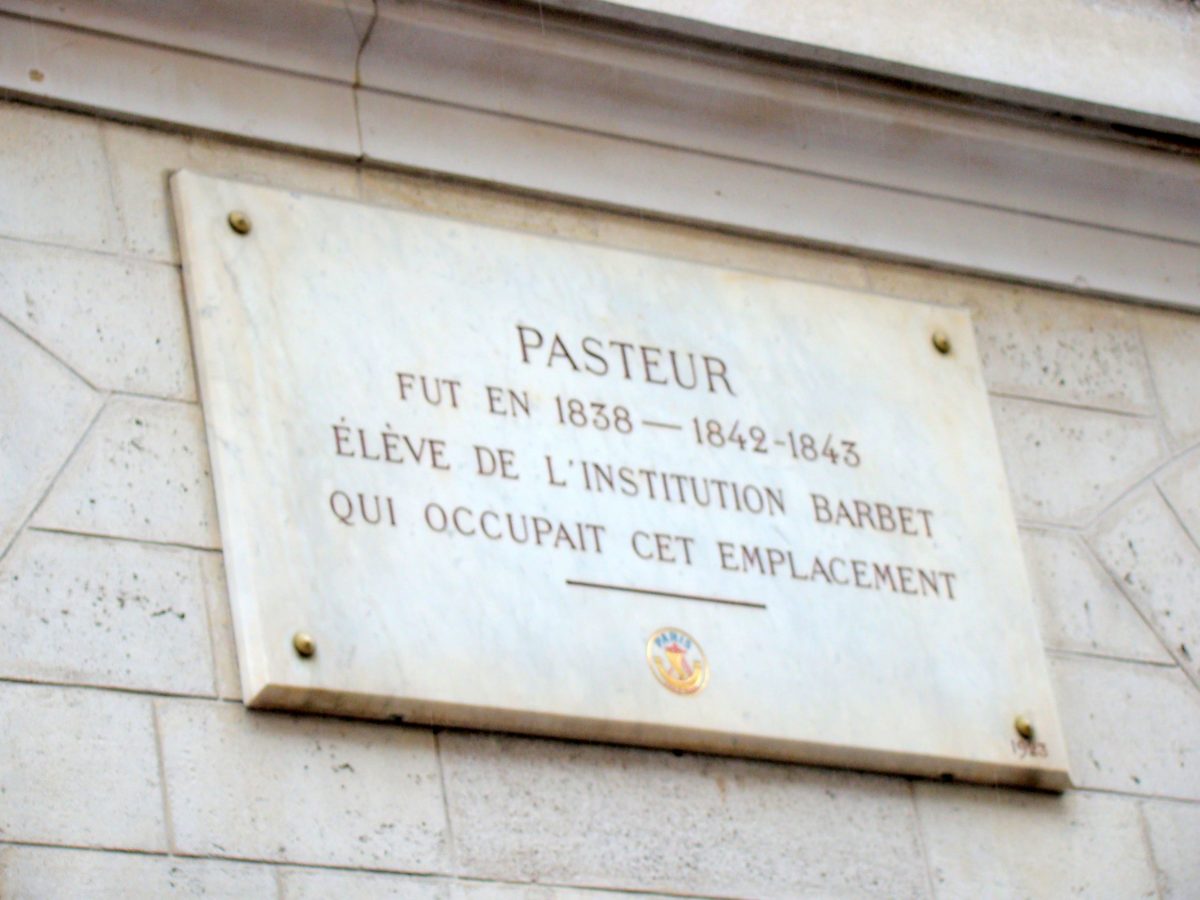 PASTEUR
FUT EN 1838 — 1842-1843
ÉLÈVE DE L'INSTITUTION BARBET
QUI OCCUPAIT CET EMPLACEMENT
PARIS